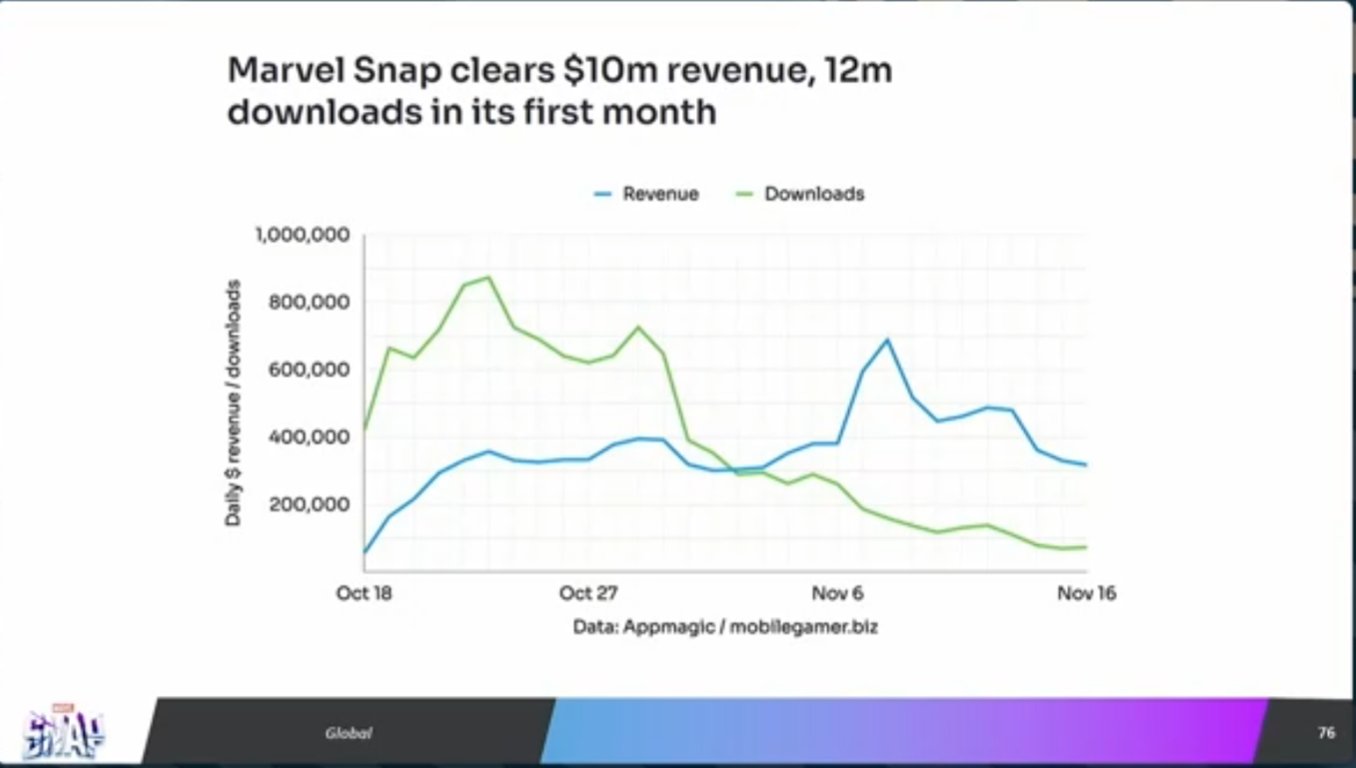 Marvel Snap clears $10m revenue, 12m
downloads in its first month
Revenue
Downloads
Daily $ revenue / downloads
1,000,000
800,000
600,000
400,000
200,000
Oct 18
Oct 27
Nov 6
Nov 16
Data: Appmagic / mobilegamer.biz
MARVEL
SNAP
Global
76